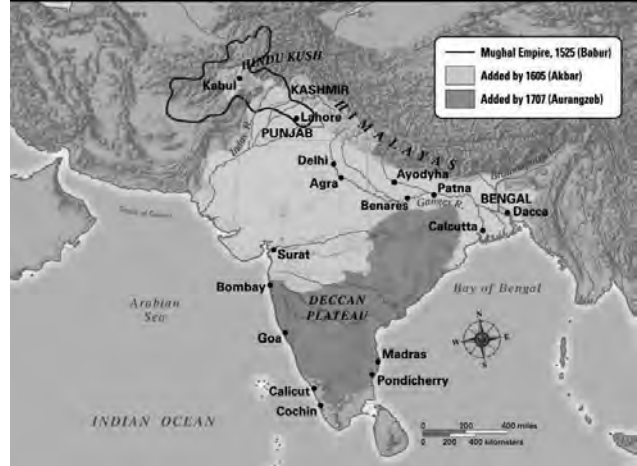 Mughal Empire, 1525 (Babur)
Added by 1605 (Akbar)
Added by 1707 (Aurangzeb)
HINDU KUSH
Kabul
KASHMIR
Lahore
PUNJAB
Indus R.
HIMALAYAS
Delhi
Agra
Ayodyha
Patna
Benares
Ganges R.
BENGAL
Dacca
Calcutta
Surat
Bombay
DECCAN
PLATEAU
Arabian
Sea
Bay of Bengal
Goa
N
W
E
S
Madras
Pondicherry
Calicut
Cochin
INDIAN OCEAN
0 200 400 miles
0 200 400 kilometers